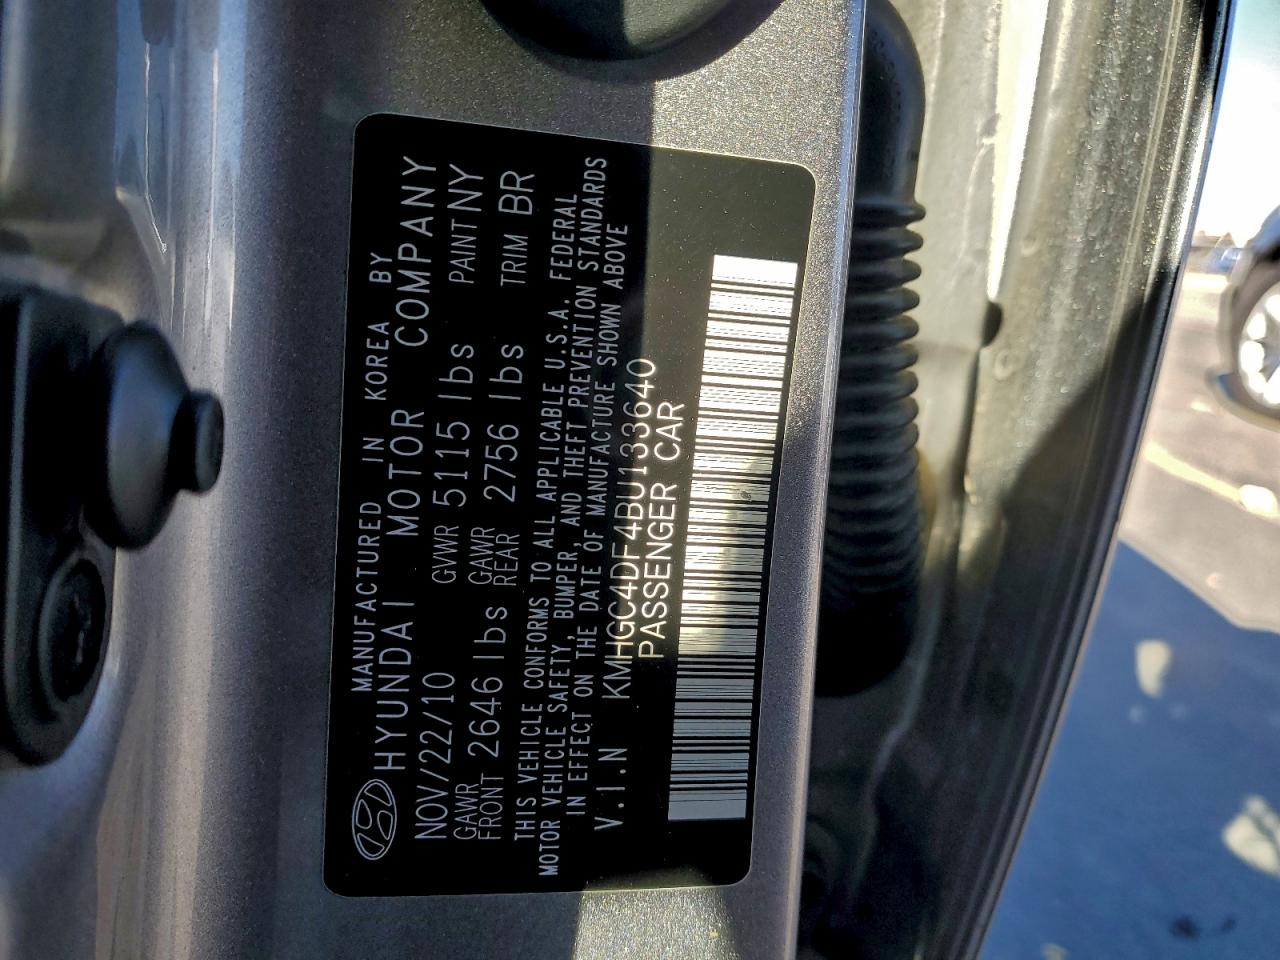 MANUFACTURED IN KOREA BY
HYUNDAI MOTOR COMPANY
NOV/22/10 GVWR 5115 lbs PAINT NY
GAWR FRONT 2646 lbs GAWR REAR 2756 lbs TRIM BR
THIS VEHICLE CONFORMS TO ALL APPLICABLE U.S.A. FEDERAL
MOTOR VEHICLE SAFETY, BUMPER, AND THEFT PREVENTION STANDARDS
IN EFFECT ON THE DATE OF MANUFACTURE SHOWN ABOVE
V.I.N KMHGC4DF4BU133640
PASSENGER CAR